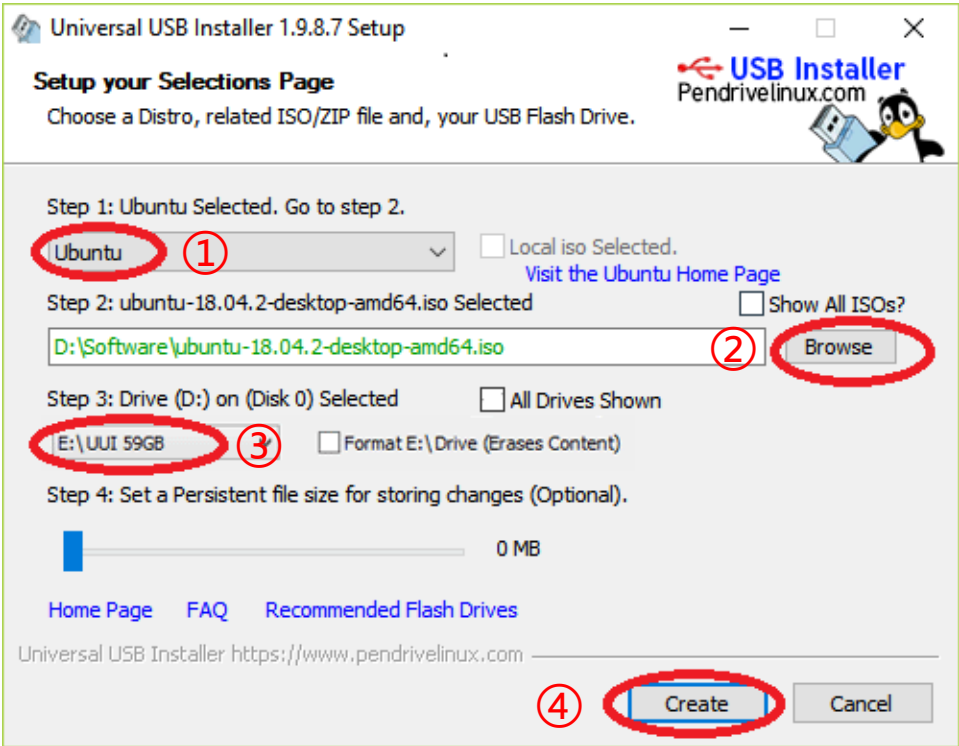 Universal USB Installer 1.9.8.7 Setup
Setup your Selections Page
Choose a Distro, related ISO/ZIP file and, your USB Flash Drive.
USB Installer
Pendrivelinux.com
Step 1: Ubuntu Selected. Go to step 2.
Ubuntu ①
Local iso Selected.
Visit the Ubuntu Home Page
Step 2: ubuntu-18.04.2-desktop-amd64.iso Selected
Show All ISOs?
D:\Software\ubuntu-18.04.2-desktop-amd64.iso ② Browse
Step 3: Drive (D:) on (Disk 0) Selected
All Drives Shown
E:\UUI 59GB ③
Format E:\Drive (Erases Content)
Step 4: Set a Persistent file size for storing changes (Optional).
0 MB
Home Page FAQ Recommended Flash Drives
Universal USB Installer https://www.pendrivelinux.com
④ Create Cancel